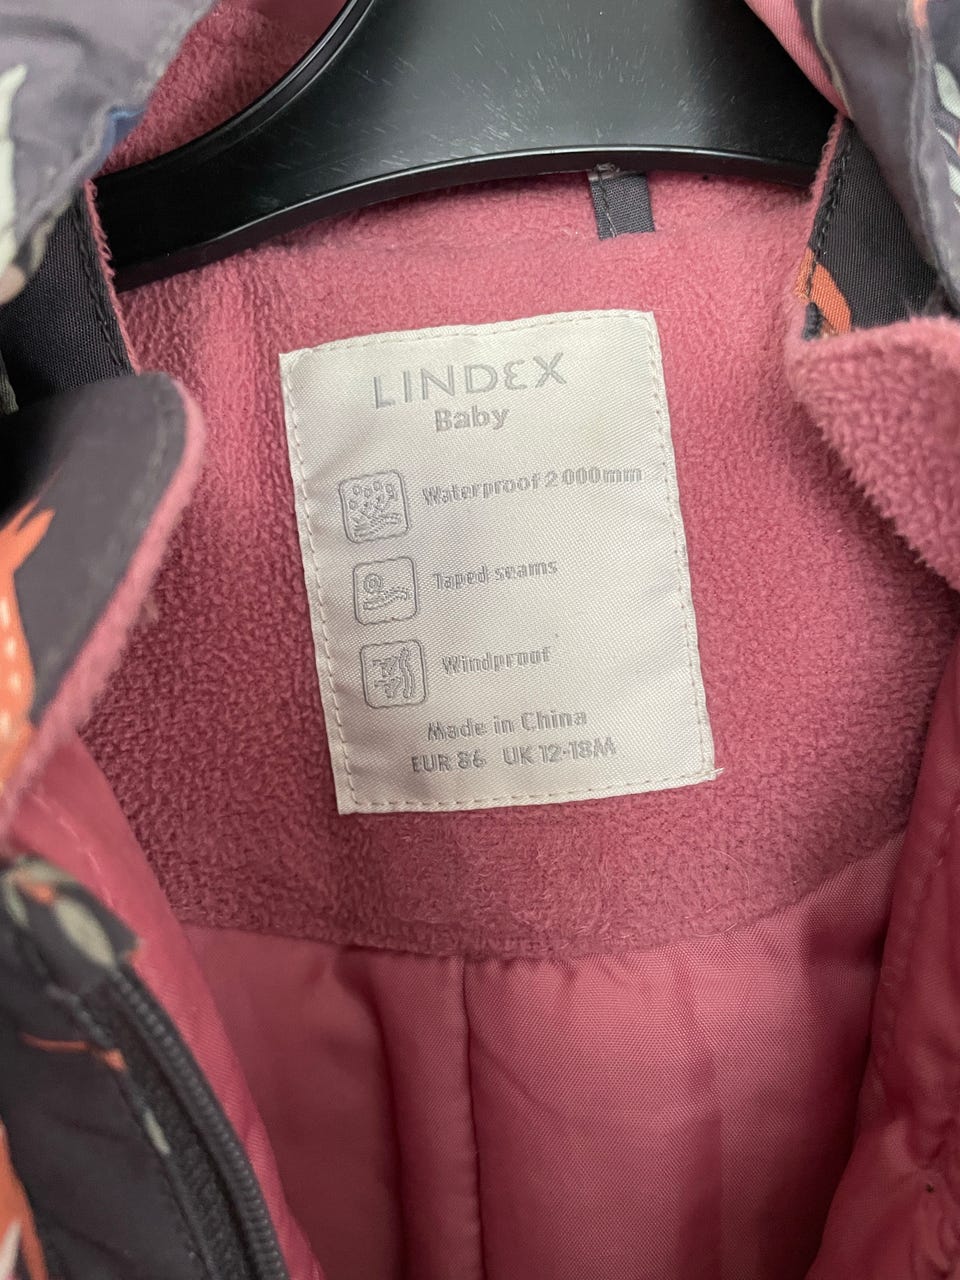 LINDEX
Baby
Waterproof 2 000mm
Taped seams
Windproof
Made in China
EUR 86 UK 12-18M